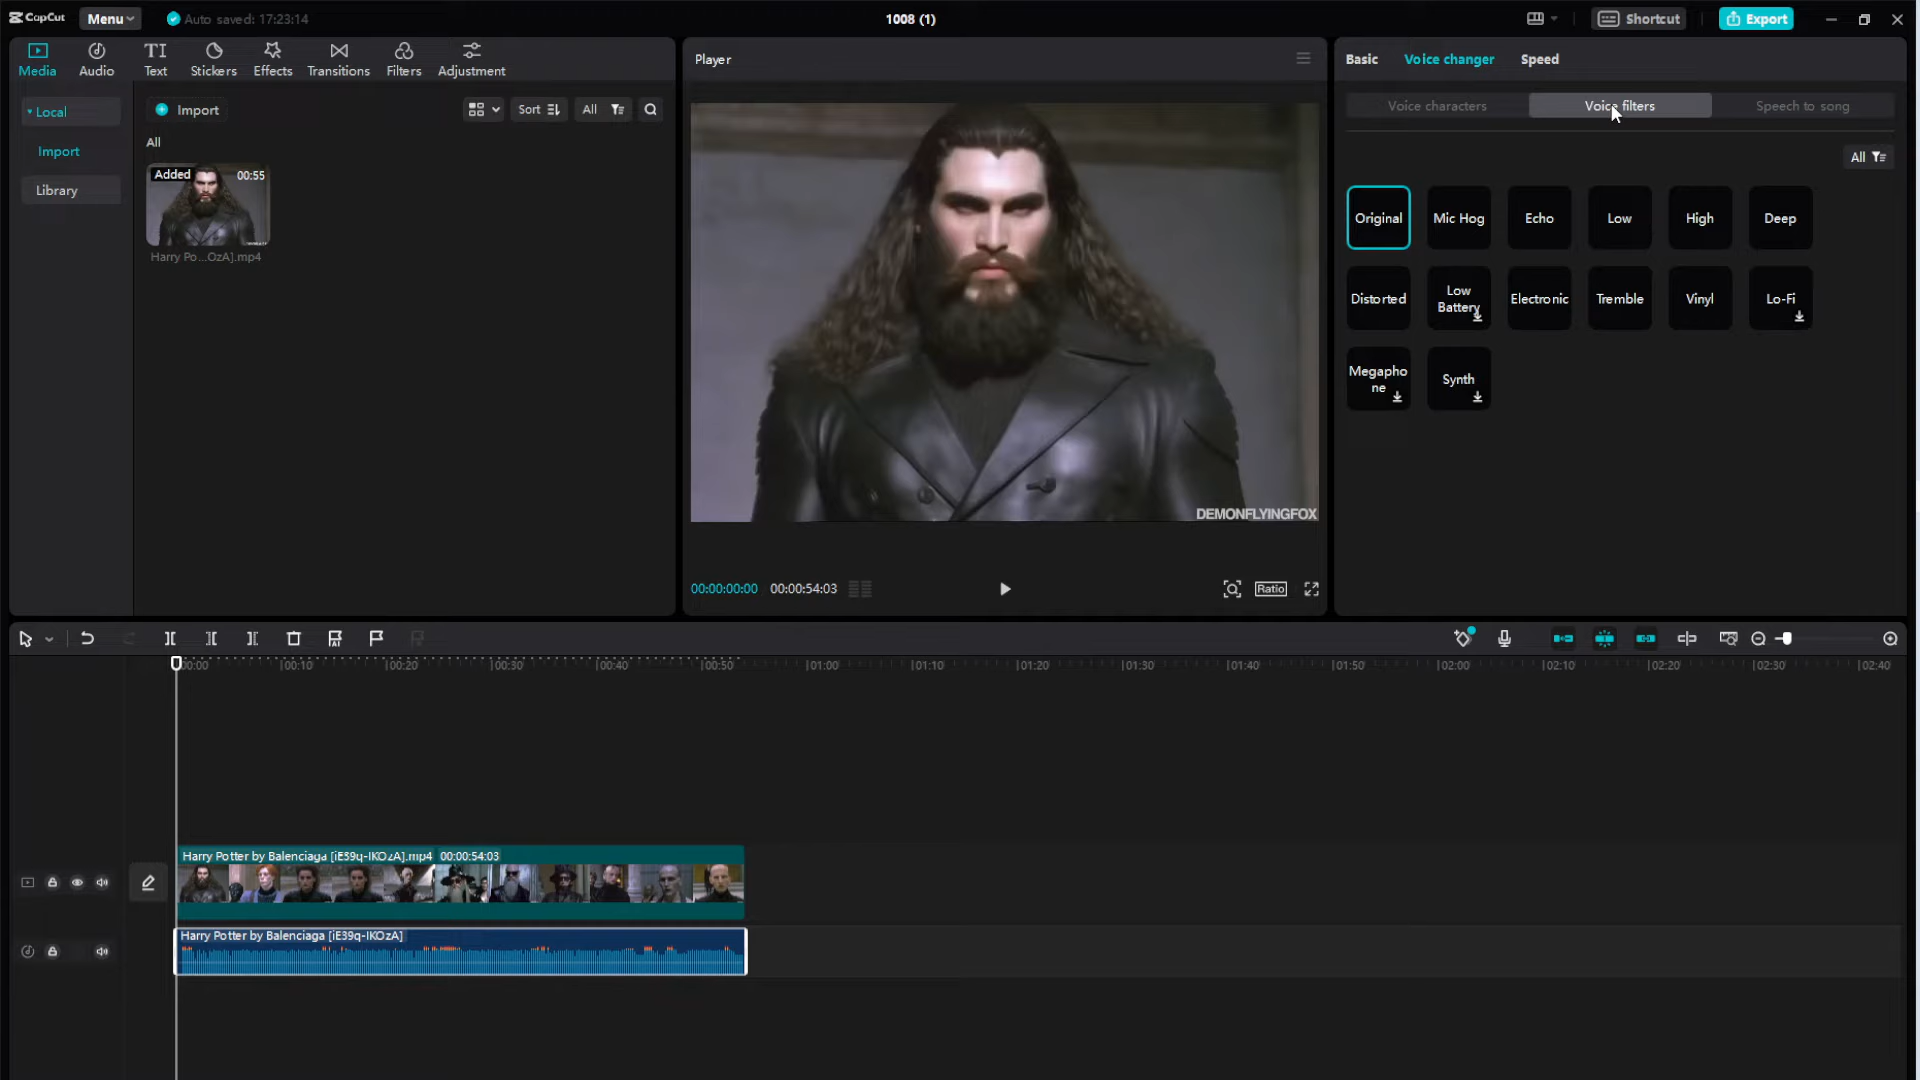 CapCut
Menu
Auto saved: 17:23:14
1008 (1)
Shortcut
Export
Media
Audio
TI
Text
Stickers
Effects
Transitions
Filters
Adjustment
Local
Import
Library
Import
Sort
All
All
Added
00:55
Harry Po...OzA].mp4
Player
DEMONFLYINGFOX
00:00:00:00
00:00:54:03
Ratio
Basic
Voice changer
Speed
Voice characters
Voice filters
Speech to song
All
Original
Mic Hog
Echo
Low
High
Deep
Distorted
Low
Battery
Electronic
Tremble
Vinyl
Lo-Fi
Megapho
ne
Synth
00:00
00:10
00:20
00:30
00:40
00:50
01:00
01:10
01:20
01:30
01:40
01:50
02:00
02:10
02:20
02:30
02:40
Harry Potter by Balenciaga [iE39q-IKOzA].mp4 00:00:54:03
Harry Potter by Balenciaga [iE39q-IKOzA]